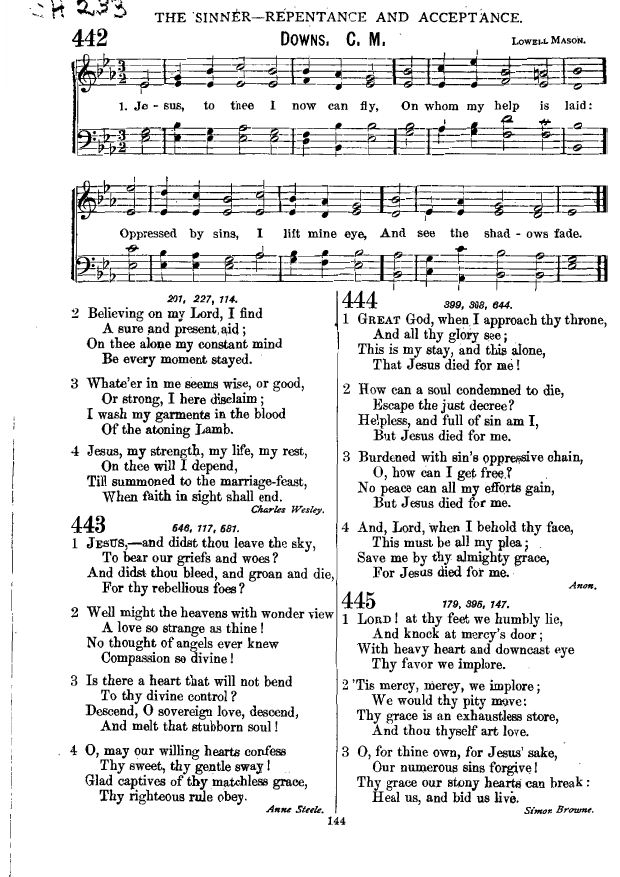 H 233
THE SINNER—REPENTANCE AND ACCEPTANCE.
442 DOWNS. C. M. LOWELL MASON.
1. Je - sus, to thee I now can fly, On whom my help is laid:
Oppressed by sins, I lift mine eye, And see the shad - ows fade.
201, 227, 114.
2 Believing on my Lord, I find
A sure and present aid;
On thee alone my constant mind
Be every moment stayed.
3 Whate'er in me seems wise, or good,
Or strong, I here disclaim;
I wash my garments in the blood
Of the atoning Lamb.
4 Jesus, my strength, my life, my rest,
On thee will I depend,
Till summoned to the marriage-feast,
When faith in sight shall end.
Charles Wesley.
443 546, 117, 581.
1 JESUS,—and didst thou leave the sky,
To bear our griefs and woes?
And didst thou bleed, and groan and die,
For thy rebellious foes?
2 Well might the heavens with wonder view
A love so strange as thine!
No thought of angels ever knew
Compassion so divine!
3 Is there a heart that will not bend
To thy divine control?
Descend, O sovereign love, descend,
And melt that stubborn soul!
4 O, may our willing hearts confess
Thy sweet, thy gentle sway!
Glad captives of thy matchless grace,
Thy righteous rule obey.
Anne Steele.
444 399, 398, 644.
1 GREAT God, when I approach thy throne,
And all thy glory see;
This is my stay, and this alone,
That Jesus died for me!
2 How can a soul condemned to die,
Escape the just decree?
Helpless, and full of sin am I,
But Jesus died for me.
3 Burdened with sin's oppressive chain,
O, how can I get free?
No peace can all my efforts gain,
But Jesus died for me.
4 And, Lord, when I behold thy face,
This must be all my plea;
Save me by thy almighty grace,
For Jesus died for me.
Anon.
445 179, 395, 147.
1 LORD! at thy feet we humbly lie,
And knock at mercy's door;
With heavy heart and downcast eye
Thy favor we implore.
2 'Tis mercy, mercy, we implore;
We would thy pity move:
Thy grace is an exhaustless store,
And thou thyself art love.
3 O, for thine own, for Jesus' sake,
Our numerous sins forgive!
Thy grace our stony hearts can break:
Heal us, and bid us live.
Simon Browne.
144